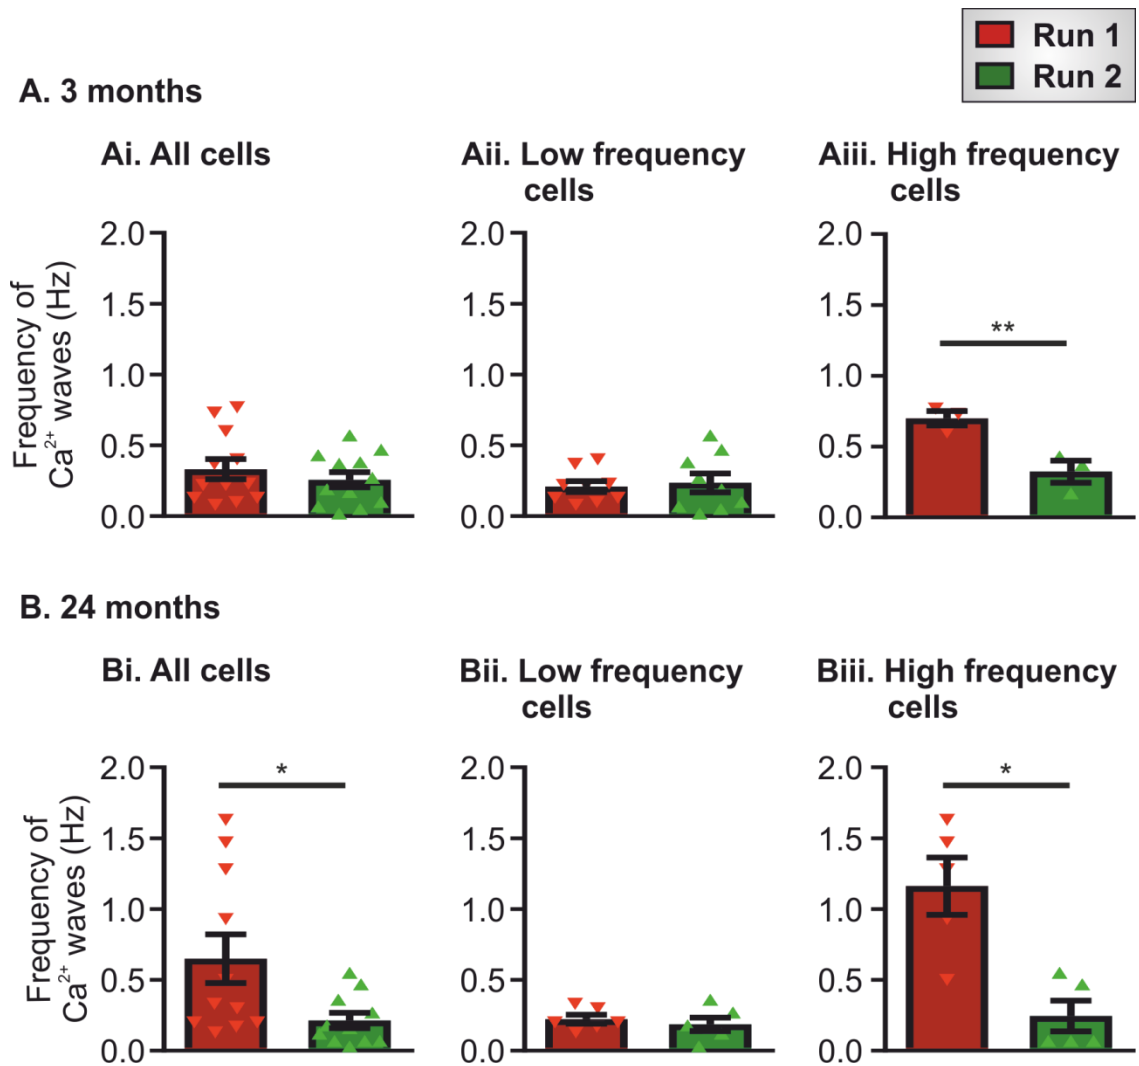 Run 1
Run 2
A. 3 months
Ai. All cells
Aii. Low frequency
cells
Aiii. High frequency
cells
Frequency of
Ca²⁺ waves (Hz)
2.0
1.5
1.0
0.5
0.0
2.0
1.5
1.0
0.5
0.0
2.0
1.5
1.0
0.5
0.0
**
B. 24 months
Bi. All cells
Bii. Low frequency
cells
Biii. High frequency
cells
Frequency of
Ca²⁺ waves (Hz)
2.0
1.5
1.0
0.5
0.0
*
2.0
1.5
1.0
0.5
0.0
2.0
1.5
1.0
0.5
0.0
*